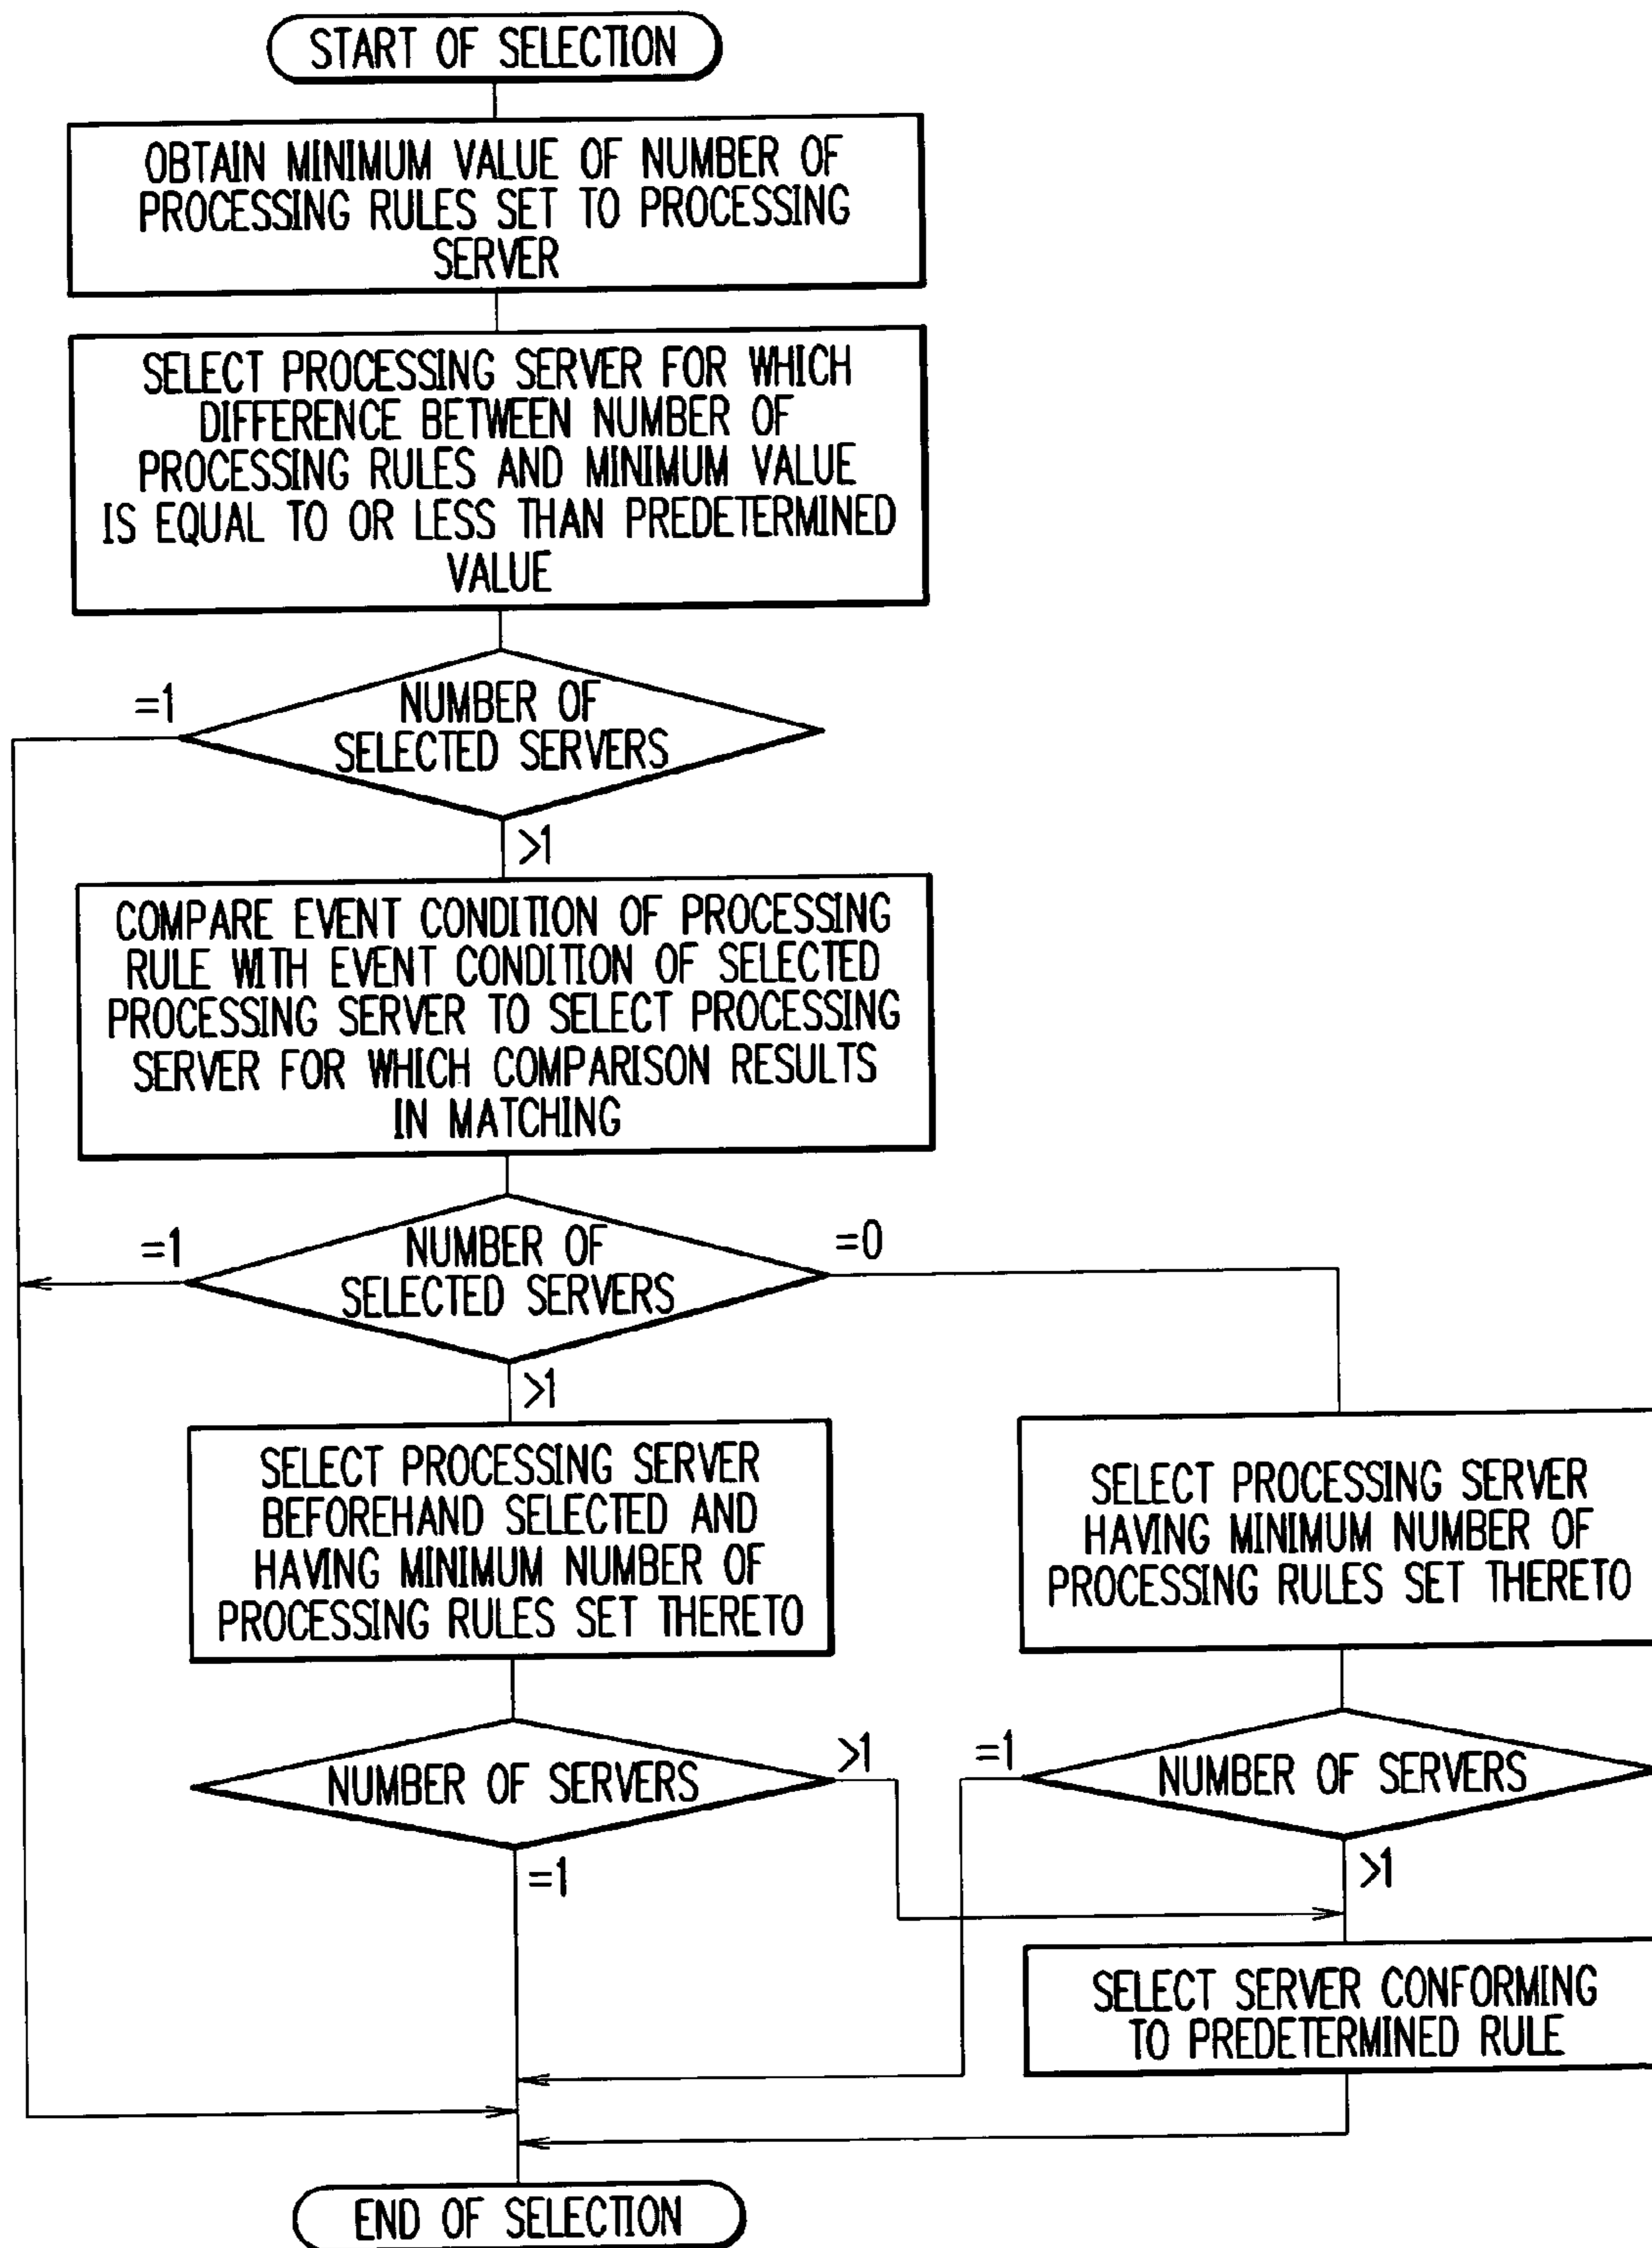 START OF SELECTION
OBTAIN MINIMUM VALUE OF NUMBER OF
PROCESSING RULES SET TO PROCESSING
SERVER
SELECT PROCESSING SERVER FOR WHICH
DIFFERENCE BETWEEN NUMBER OF
PROCESSING RULES AND MINIMUM VALUE
IS EQUAL TO OR LESS THAN PREDETERMINED
VALUE
=1
NUMBER OF
SELECTED SERVERS
>1
COMPARE EVENT CONDITION OF PROCESSING
RULE WITH EVENT CONDITION OF SELECTED
PROCESSING SERVER TO SELECT PROCESSING
SERVER FOR WHICH COMPARISON RESULTS
IN MATCHING
=1
NUMBER OF
SELECTED SERVERS
=0
>1
SELECT PROCESSING SERVER
BEFOREHAND SELECTED AND
HAVING MINIMUM NUMBER OF
PROCESSING RULES SET THERETO
SELECT PROCESSING SERVER
HAVING MINIMUM NUMBER OF
PROCESSING RULES SET THERETO
NUMBER OF SERVERS
>1
=1
=1
NUMBER OF SERVERS
>1
SELECT SERVER CONFORMING
TO PREDETERMINED RULE
END OF SELECTION